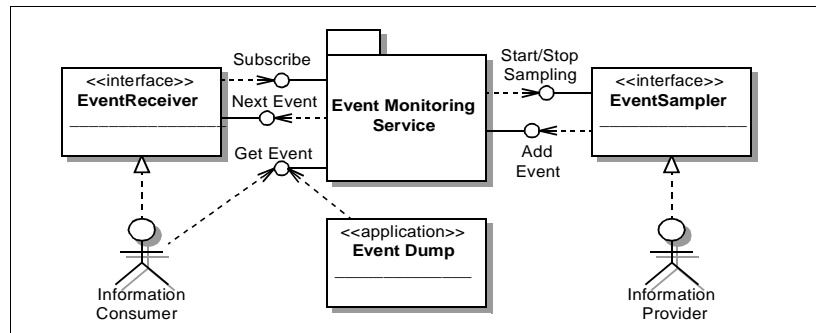 Subscribe
Start/Stop
Sampling
<<interface>>
EventReceiver
Next Event
Event Monitoring
Service
<<interface>>
EventSampler
Get Event
Add
Event
<<application>>
Event Dump
Information
Consumer
Information
Provider